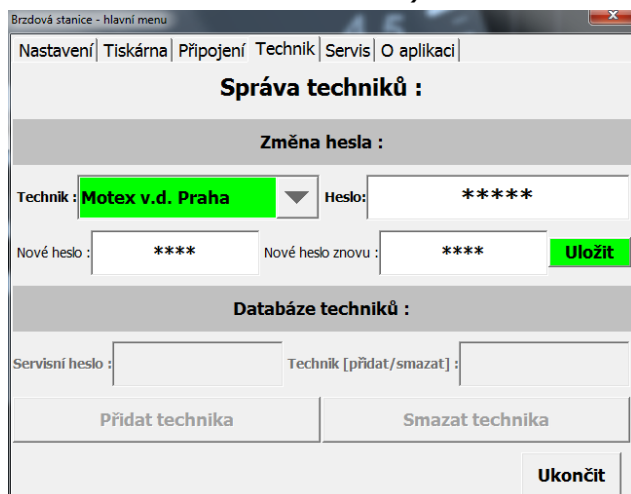 Brzdová stanice - hlavní menu
Nastavení Tiskárna Připojení Technik Servis O aplikaci
Správa techniků :
Změna hesla :
Technik : Motex v.d. Praha Heslo: *****
Nové heslo : **** Nové heslo znovu : **** Uložit
Databáze techniků :
Servisní heslo : Technik [přidat/smazat] :
Přidat technika Smazat technika
Ukončit